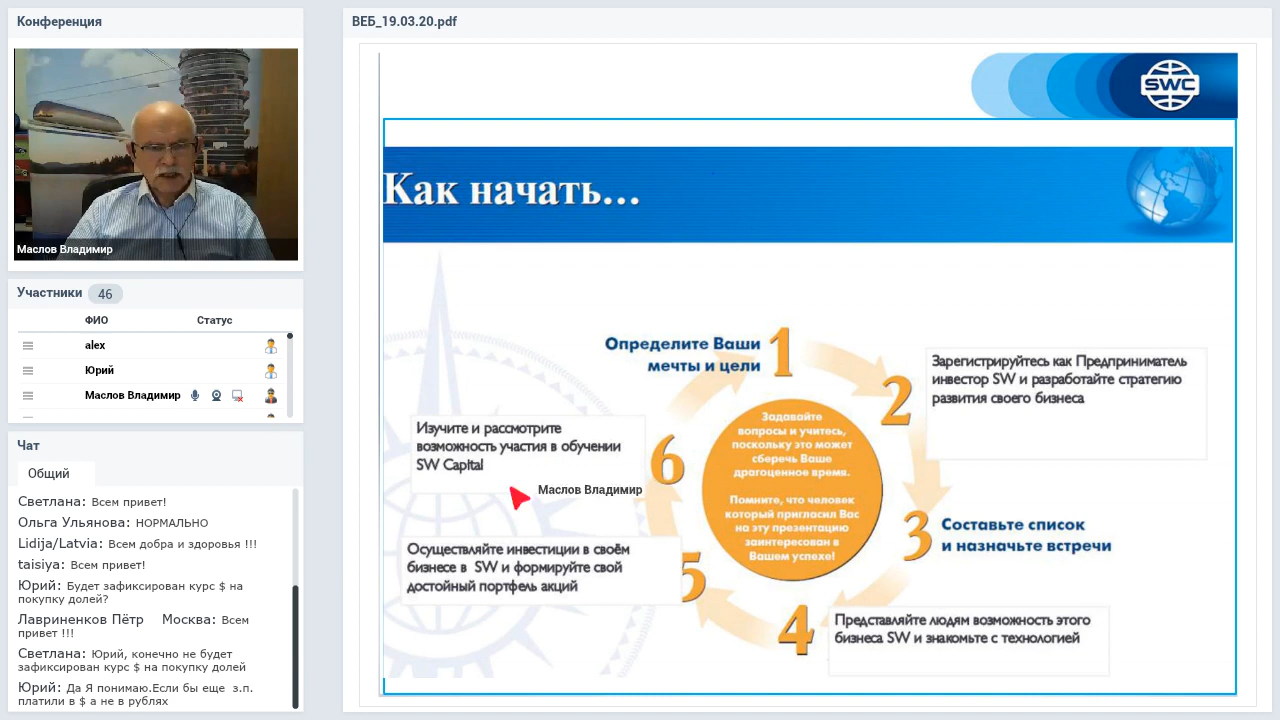 Конференция
Маслов Владимир
Участники 46
ФИО Статус
alex
Юрий
Маслов Владимир
Чат
Общий
Светлана: Всем привет!
Ольга Ульянова: НОРМАЛЬНО
Lidija/Latvia: Всем добра и здоровья !!!
taisiya: Всем привет!
Юрий: Будет зафиксирован курс $ на
покупку долей?
Лавриненков Пётр Москва: Всем
привет !!!
Светлана: Юрий, конечно не будет
зафиксирован курс $ на покупку долей
Юрий: Да Я понимаю.Если бы еще з.п.
платили в $ а не в рублях
ВЕБ_19.03.20.pdf
SWC
Как начать...
Определите Ваши
мечты и цели
1
2
Зарегистрируйтесь как Предприниматель
инвестор SW и разработайте стратегию
развития своего бизнеса
3
Составьте список
и назначьте встречи
4
Представляйте людям возможность этого
бизнеса SW и знакомьте с технологией
5
Осуществляйте инвестиции в своём
бизнесе в SW и формируйте свой
достойный портфель акций
6
Изучите и рассмотрите
возможность участия в обучении
SW Capital
Маслов Владимир
Задавайте
вопросы и учитесь,
поскольку это может
сберечь Ваше
драгоценное время.
Помните, что человек
который пригласил Вас
на эту презентацию
заинтересован в
Вашем успехе!